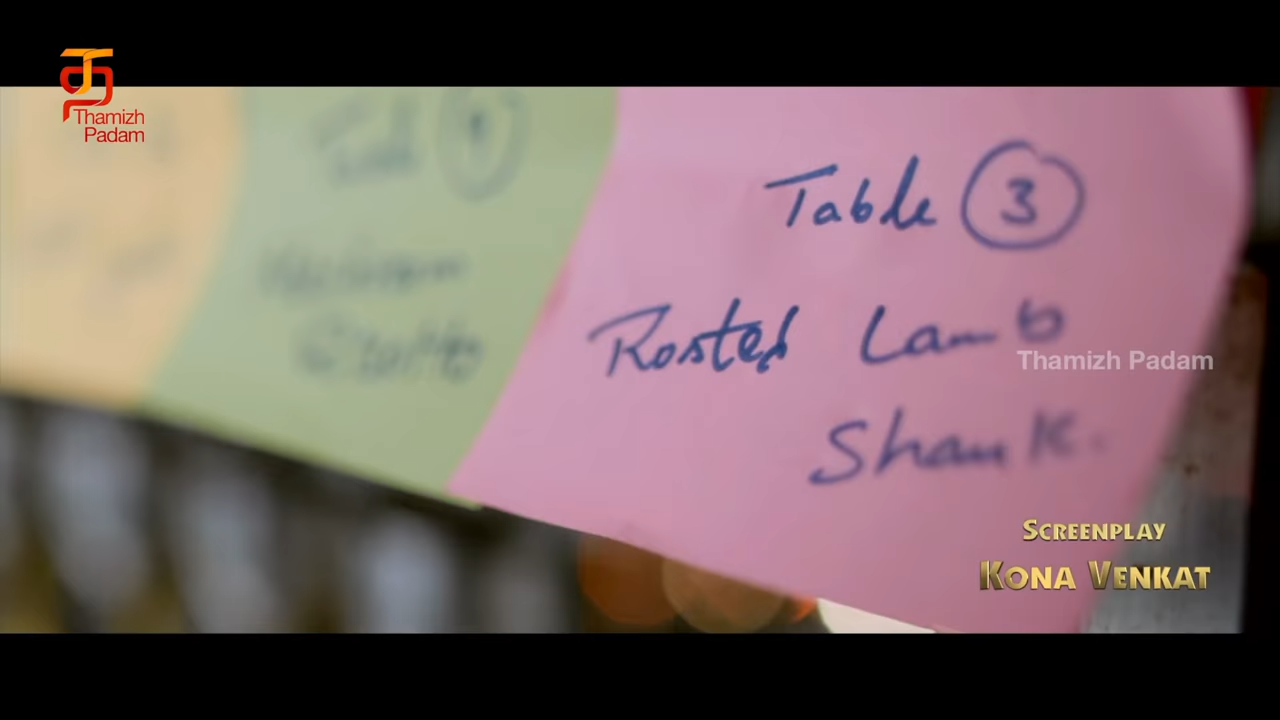 Thamizh
Padam
Table 3
Rosted Lamb
Shank.
Thamizh Padam
SCREENPLAY
KONA VENKAT